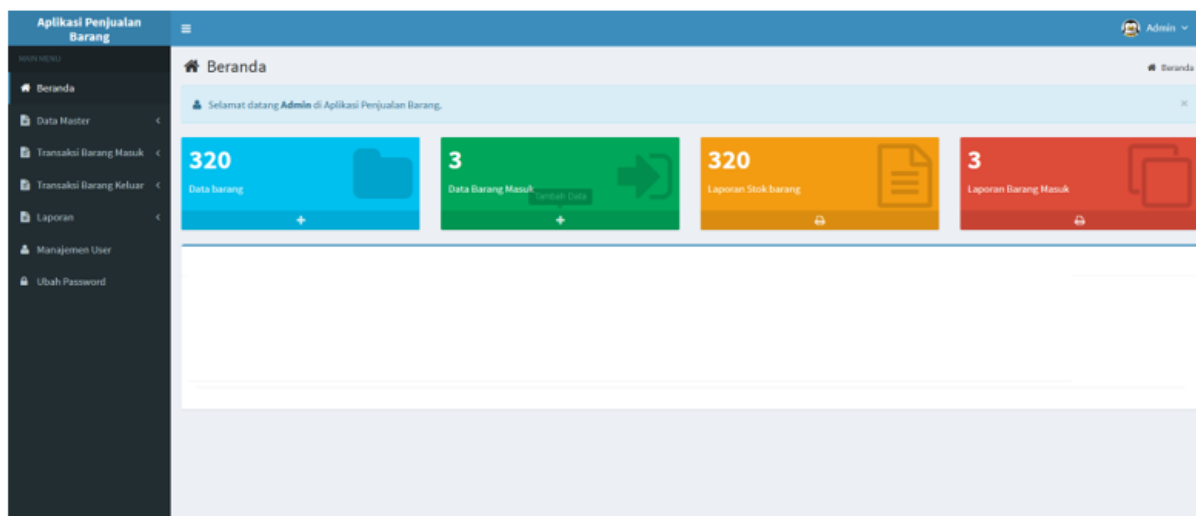 Aplikasi Penjualan
Barang
Admin
MAIN MENU
Beranda
Beranda
Beranda
Selamat datang Admin di Aplikasi Penjualan Barang.
×
Data Master
Transaksi Barang Masuk
Transaksi Barang Keluar
Laporan
Manajemen User
Ubah Password
320
Data barang
3
Data Barang Masuk
Tambah Data
320
Laporan Stok barang
3
Laporan Barang Masuk